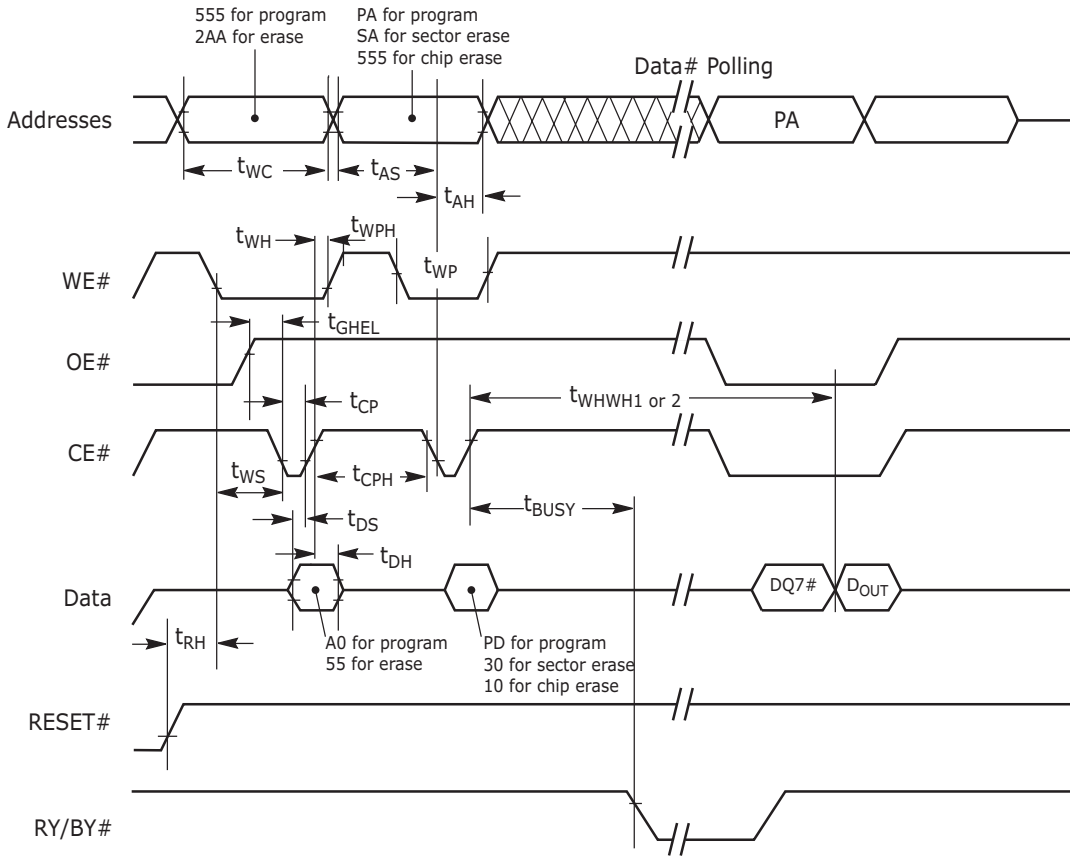 555 for program
2AA for erase
PA for program
SA for sector erase
555 for chip erase
Data# Polling
Addresses
PA
tWC
tAS
tAH
tWH
tWPH
tWP
WE#
tGHEL
OE#
tCP
tWHWH1 or 2
CE#
tWS
tCPH
tBUSY
tDS
tDH
Data
DQ7#
DOUT
tRH
A0 for program
55 for erase
PD for program
30 for sector erase
10 for chip erase
RESET#
RY/BY#